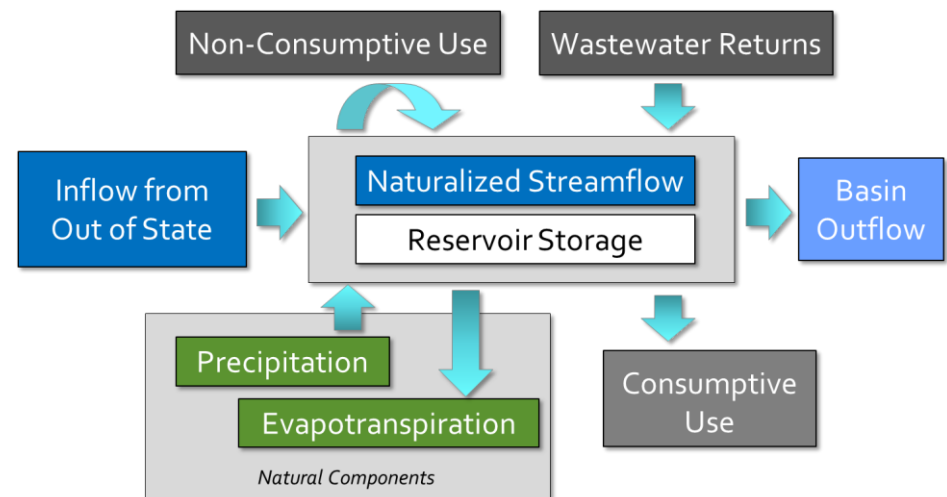 Non-Consumptive Use
Wastewater Returns
Inflow from
Out of State
Naturalized Streamflow
Reservoir Storage
Basin
Outflow
Precipitation
Evapotranspiration
Natural Components
Consumptive
Use